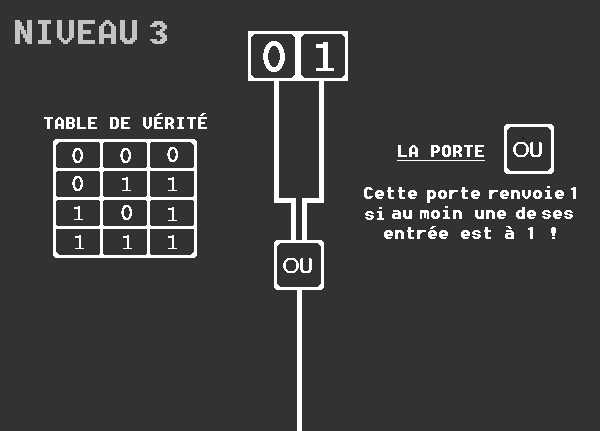 NIVEAU 3
0 1
TABLE DE VÉRITÉ
0 0 0
0 1 1
1 0 1
1 1 1
LA PORTE OU
Cette porte renvoie 1
si au moin une de ses
entrée est à 1 !
OU